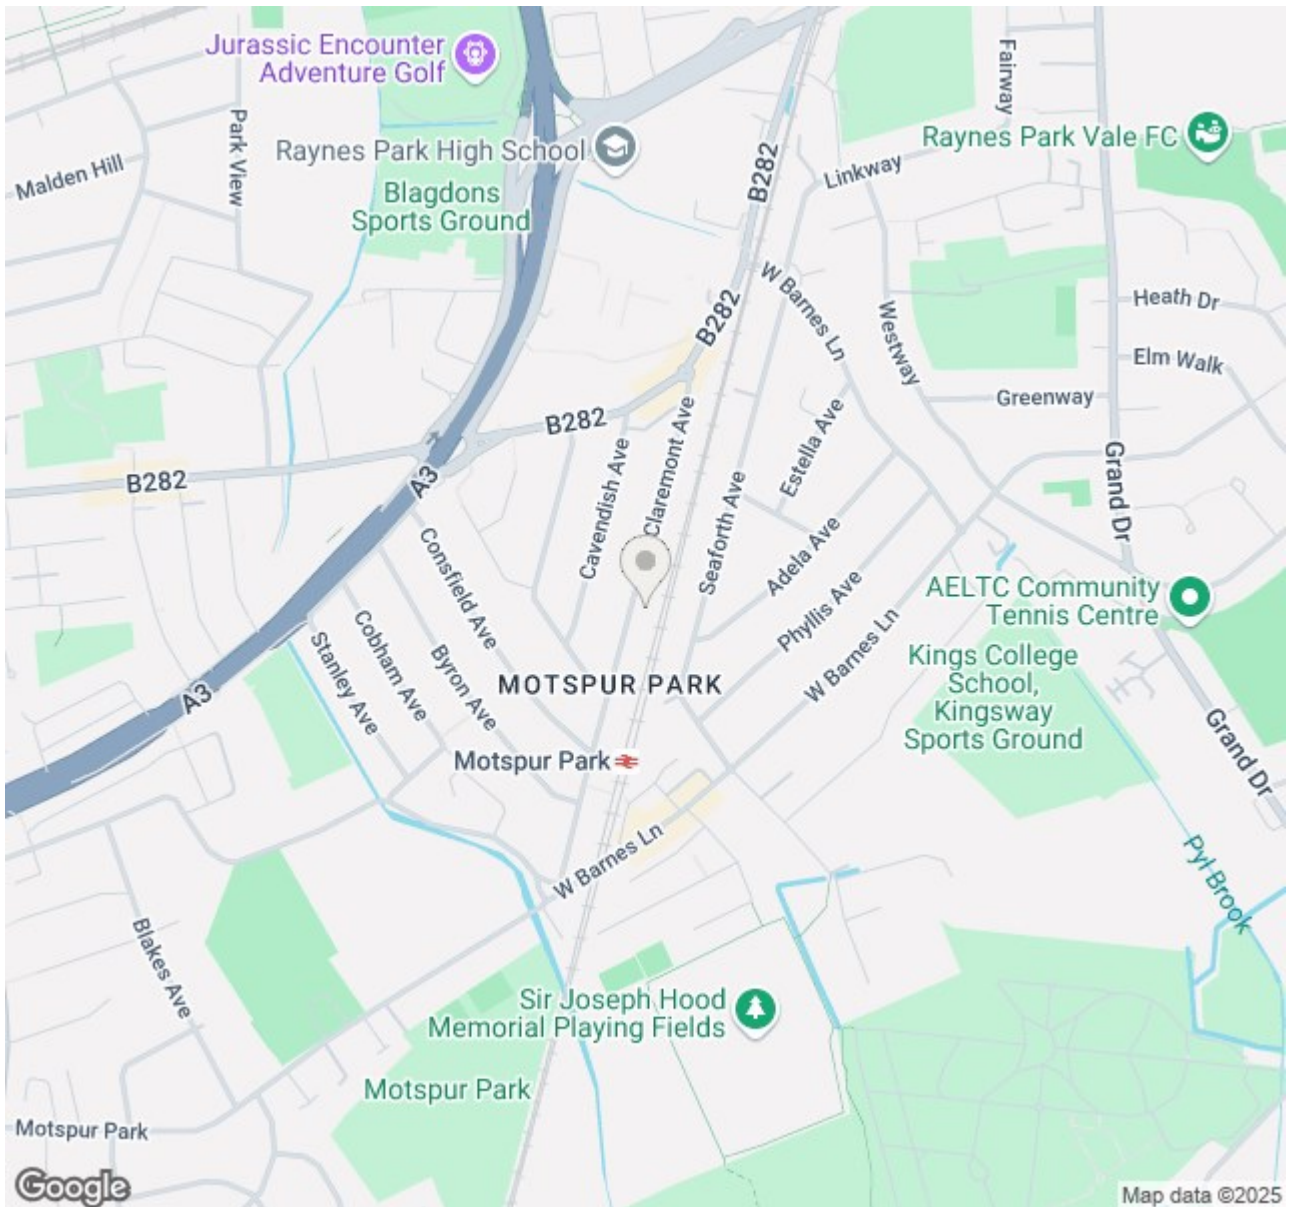 Jurassic Encounter
Adventure Golf
Fairway
Park View
Raynes Park High School
Raynes Park Vale FC
Malden Hill
B282
Linkway
Blagdons
Sports Ground
W Barnes Ln
Heath Dr
B282
Westway
Elm Walk
Greenway
B282
Claremont Ave
Estella Ave
Cavendish Ave
Grand Dr
B282
A3
Seaforth Ave
Consfield Ave
Adela Ave
AELTC Community
Tennis Centre
Phyllis Ave
Cobham Ave
Stanley Ave
Byron Ave
W Barnes Ln
Kings College
School,
Kingsway
Sports Ground
MOTSPUR PARK
A3
Grand Dr
Motspur Park
W Barnes Ln
Pyl Brook
Blakes Ave
Sir Joseph Hood
Memorial Playing Fields
Motspur Park
Motspur Park
Google
Map data ©2025